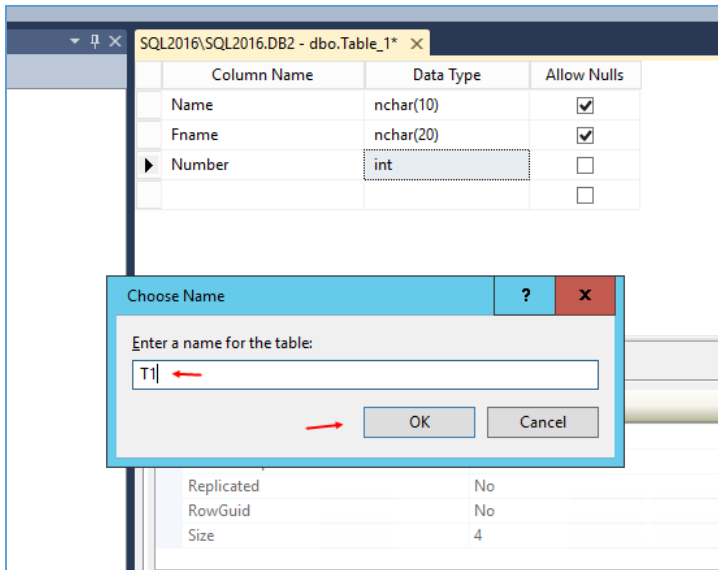 SQL2016\SQL2016.DB2 - dbo.Table_1*
Column Name Data Type Allow Nulls
Name nchar(10)
Fname nchar(20)
Number int
Choose Name ? x
Enter a name for the table:
T1
OK Cancel
Replicated No
RowGuid No
Size 4